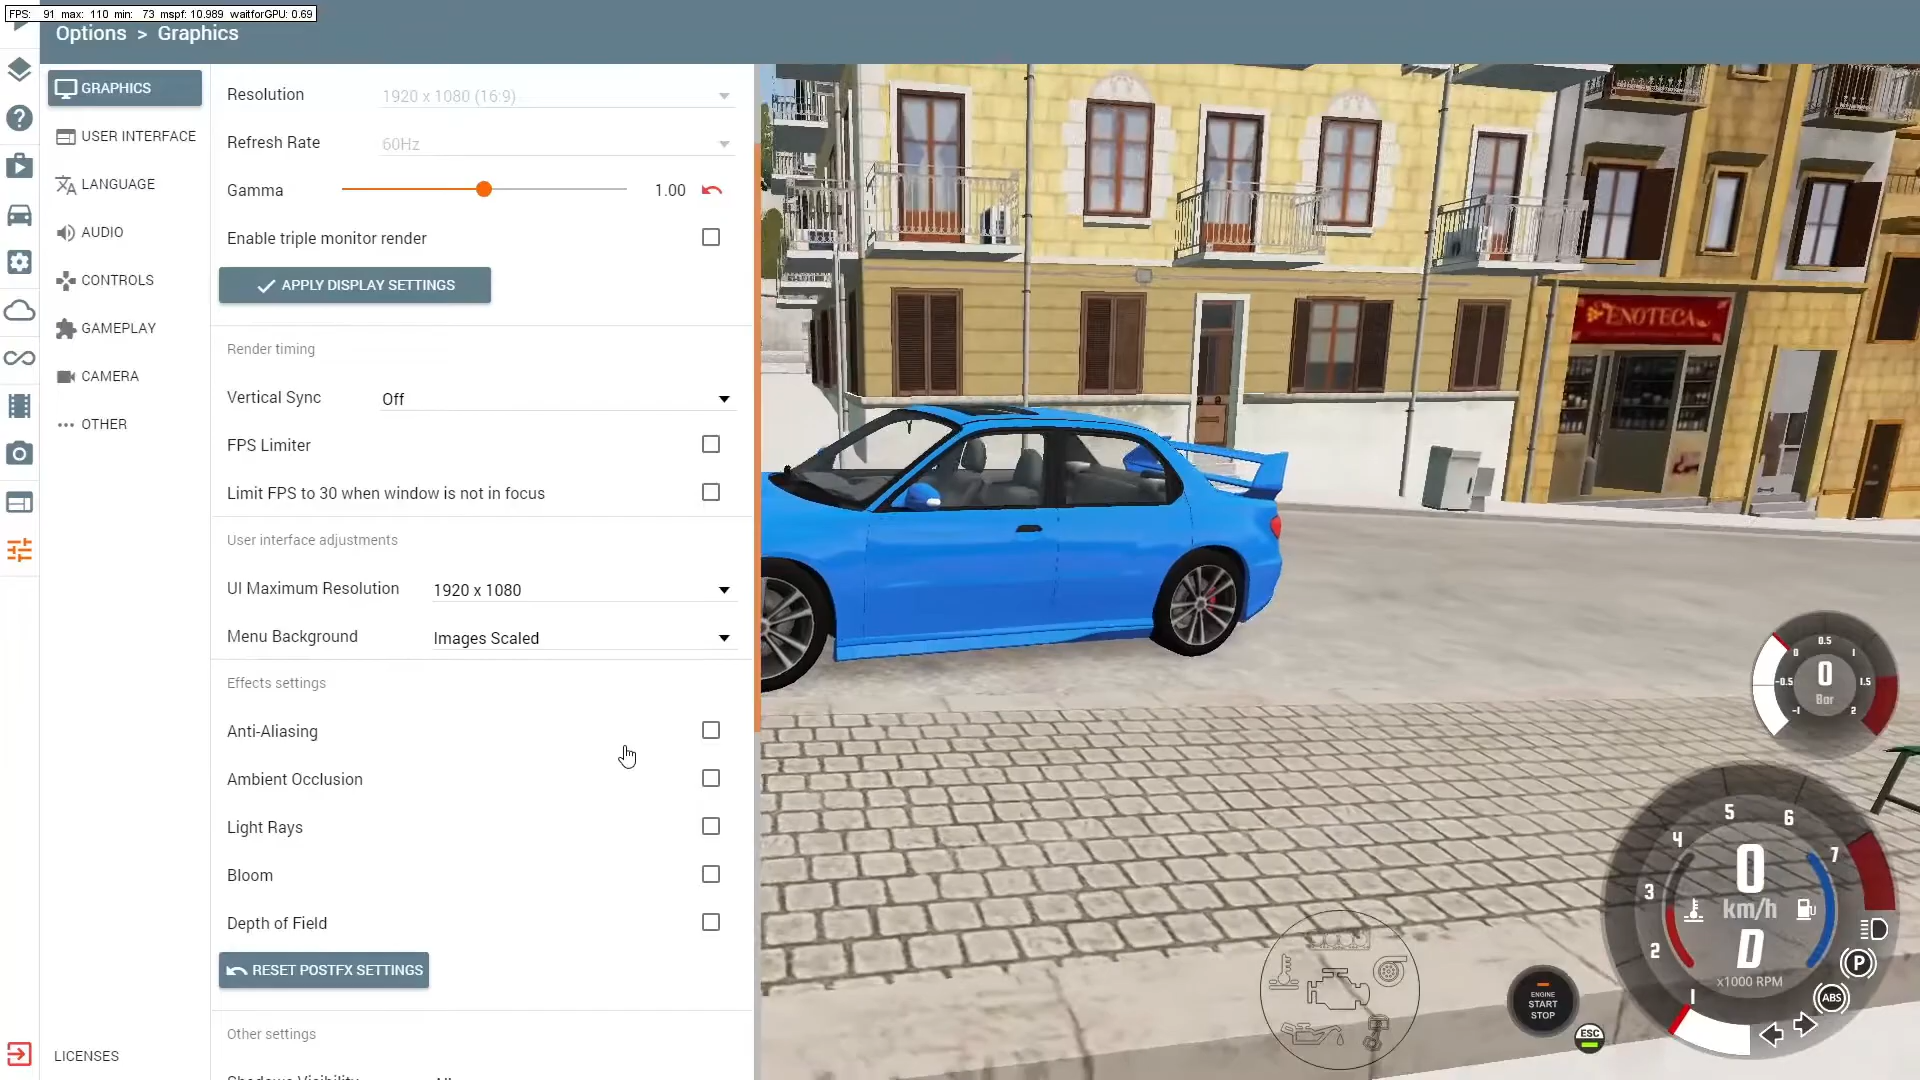 FPS: 91 max: 110 min: 73 mspf: 10.989 waitforGPU: 0.69
Options > Graphics
GRAPHICS
USER INTERFACE
LANGUAGE
AUDIO
CONTROLS
GAMEPLAY
CAMERA
OTHER
LICENSES
Resolution 1920 x 1080 (16:9)
Refresh Rate 60Hz
Gamma 1.00
Enable triple monitor render
APPLY DISPLAY SETTINGS
Render timing
Vertical Sync Off
FPS Limiter
Limit FPS to 30 when window is not in focus
User interface adjustments
UI Maximum Resolution 1920 x 1080
Menu Background Images Scaled
Effects settings
Anti-Aliasing
Ambient Occlusion
Light Rays
Bloom
Depth of Field
RESET POSTFX SETTINGS
Other settings
Shadows Visibility All
ENOTECA
-1 -0.5 0 0.5 1 1.5 2
0
Bar
1 2 3 4 5 6 7
0
km/h
D
x1000 RPM
P
ABS
ENGINE
START
STOP
ESC